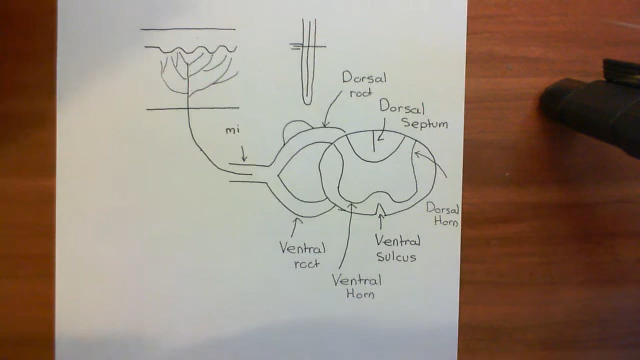 Dorsal
root
Dorsal
Septum
mi
Dorsal
Horn
Ventral
root
Ventral
Sulcus
Ventral
Horn